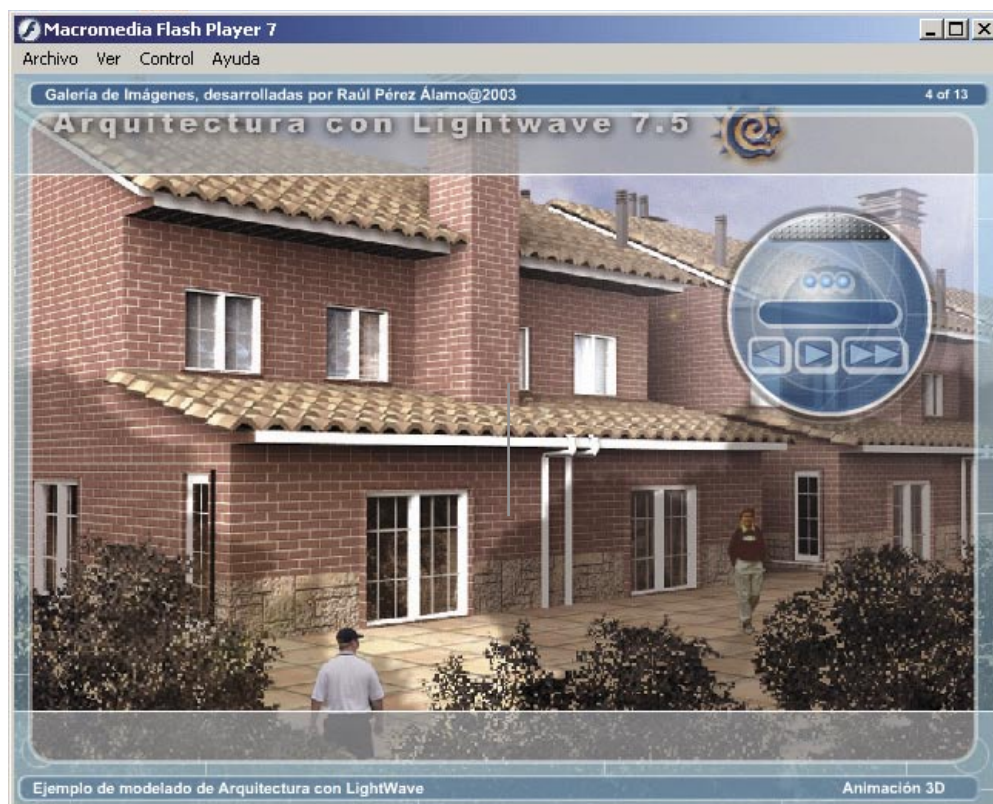 Macromedia Flash Player 7
Archivo Ver Control Ayuda
Galería de Imágenes, desarrolladas por Raúl Pérez Álamo@2003 4 of 13
Arquitectura con Lightwave 7.5
Ejemplo de modelado de Arquitectura con LightWave Animación 3D